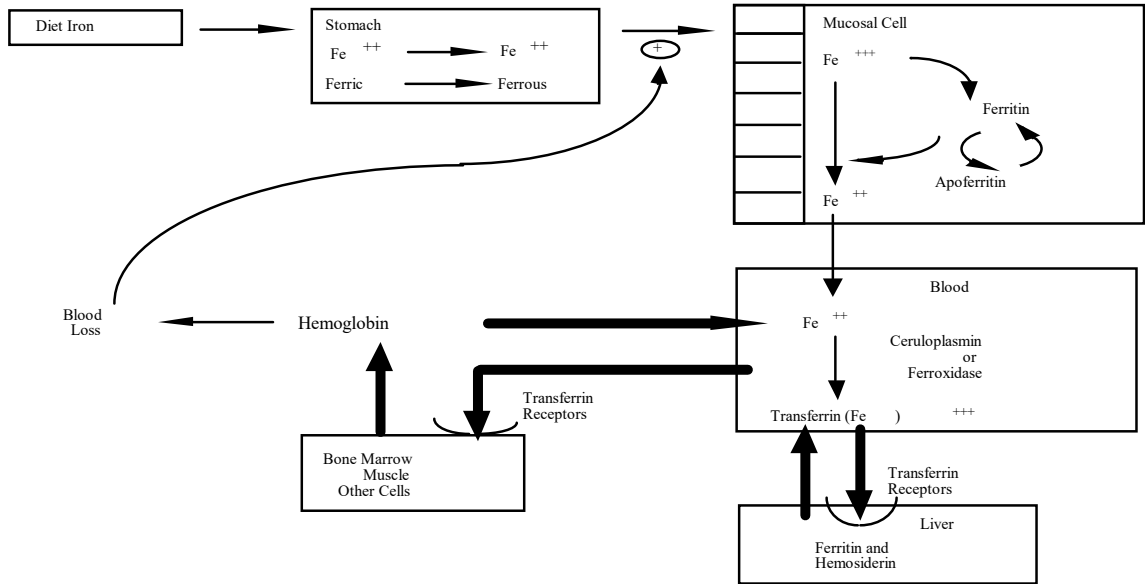 Diet Iron
Stomach
Fe ++ Fe ++
Ferric Ferrous
+
Mucosal Cell
Fe +++
Ferritin
Apoferritin
Fe ++
Blood
Loss
Hemoglobin
Blood
Fe ++
Ceruloplasmin
or
Ferroxidase
Transferrin (Fe ) +++
Transferrin
Receptors
Bone Marrow
Muscle
Other Cells
Transferrin
Receptors
Liver
Ferritin and
Hemosiderin